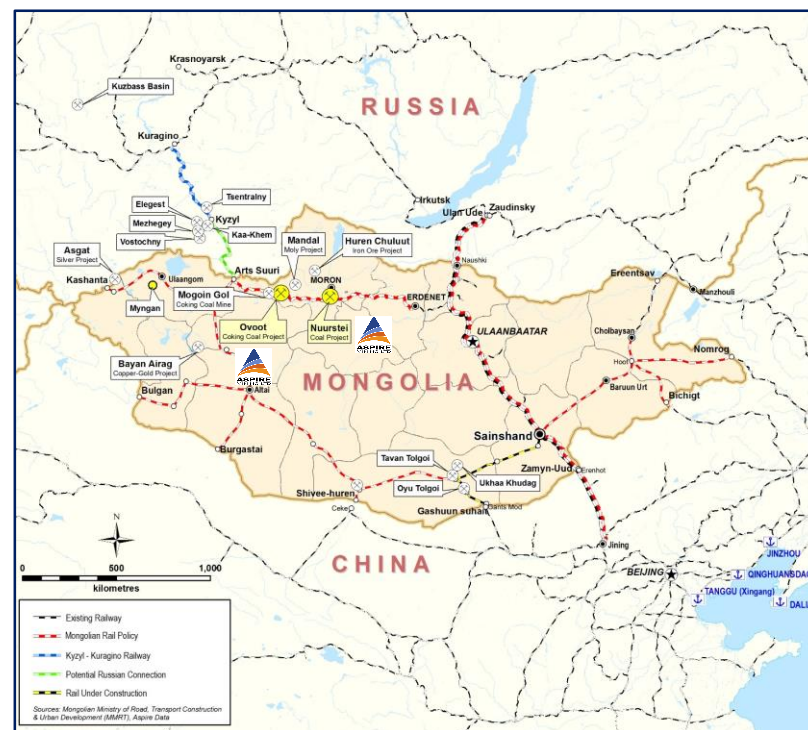 Krasnoyarsk
Kuzbass Basin
RUSSIA
Kuragino
Tsentralny
Elegest
Kyzyl
Mezhegey
Kaa-Khem
Vostochny
Irkutsk
Ulan Ude
Zaudinsky
Naushki
Asgat
Silver Project
Kashanta
Ulaangom
Arts Suuri
Mandal
Moly Project
Huren Chuluut
Iron Ore Project
MORON
Mogoin Gol
Coking Coal Mine
Myngan
ERDENET
Ereentsav
Manzhouli
Ovoot
Coking Coal Project
Nuurstei
Coal Project
ULAANBAATAR
Cholbaysan
Hoot
Nomrog
ASPIRE
Bayan Airag
Copper-Gold Project
ASPIRE
MONGOLIA
Bulgan
Altai
Baruun Urt
Bichigt
Sainshand
Burgastai
Tavan Tolgoi
Ukhaa Khudag
Zamyn-Uud
Erenhot
Oyu Tolgoi
Shivee-huren
Gashuun suhait
Gants Mod
Ceke
N
CHINA
Jining
BEIJING
JINZHOU
QINGHUANGDAO
TANGGU (Xingang)
DALI
0 500 1,000
kilometres
Existing Railway
Mongolian Rail Policy
Kyzyl - Kuragino Railway
Potential Russian Connection
Rail Under Construction
Sources: Mongolian Ministry of Road, Transport Construction
& Urban Development (MMRT), Aspire Data